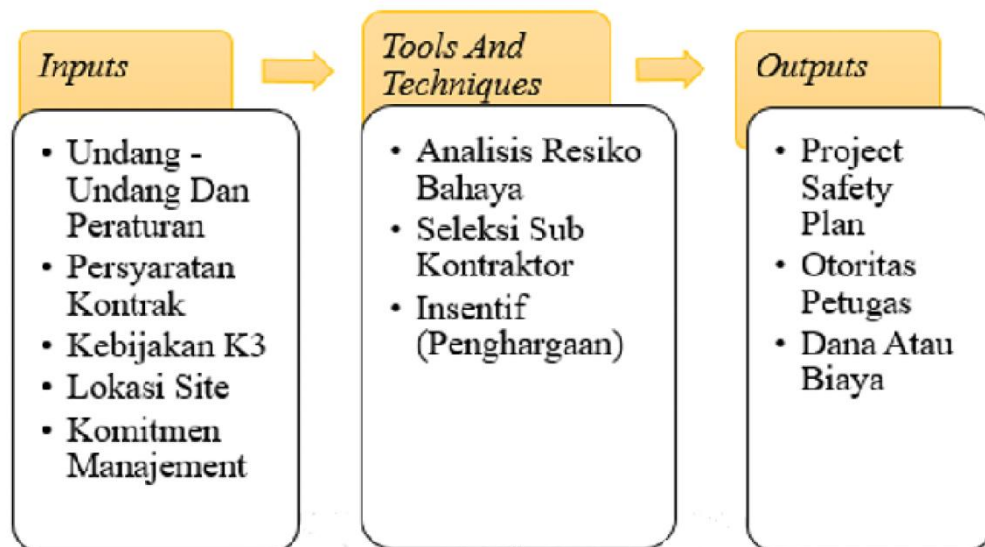 Inputs
• Undang -
Undang Dan
Peraturan
• Persyaratan
Kontrak
• Kebijakan K3
• Lokasi Site
• Komitmen
Manajement
Tools And
Techniques
• Analisis Resiko
Bahaya
• Seleksi Sub
Kontraktor
• Insentif
(Penghargaan)
Outputs
• Project
Safety
Plan
• Otoritas
Petugas
• Dana Atau
Biaya